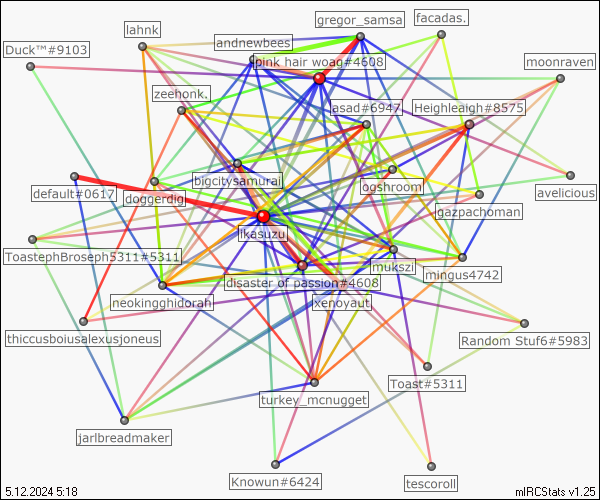 gregor_samsa
facadas.
lahnk
andnewbees
Duck™#9103
pink hair woag#4608
moonraven
zeehonk.
asad#6947
Heighleaigh#8575
bigcitysamurai
ogshroom
avelicious
default#0617
doggerdig
gazpachoman
ikasuzu
ToastephBroseph5311#5311
mukszi
mingus4742
disaster of passion#4608
neokingghidorah
xenoyaut
thiccusboiusalexusjoneus
Random Stuf6#5983
Toast#5311
turkey_mcnugget
jarlbreadmaker
Knowun#6424
tescoroll
5.12.2024 5:18
mIRCStats v1.25